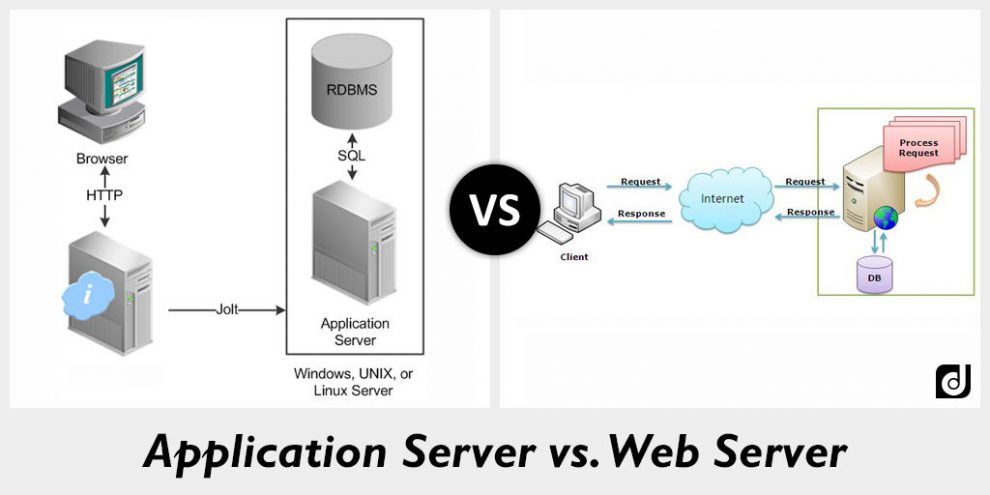 Browser
HTTP
i
Jolt
RDBMS
SQL
Application
Server
Windows, UNIX, or
Linux Server
VS
Client
Request
Response
Internet
Request
Response
Process
Request
DB
d
Application Server vs. Web Server